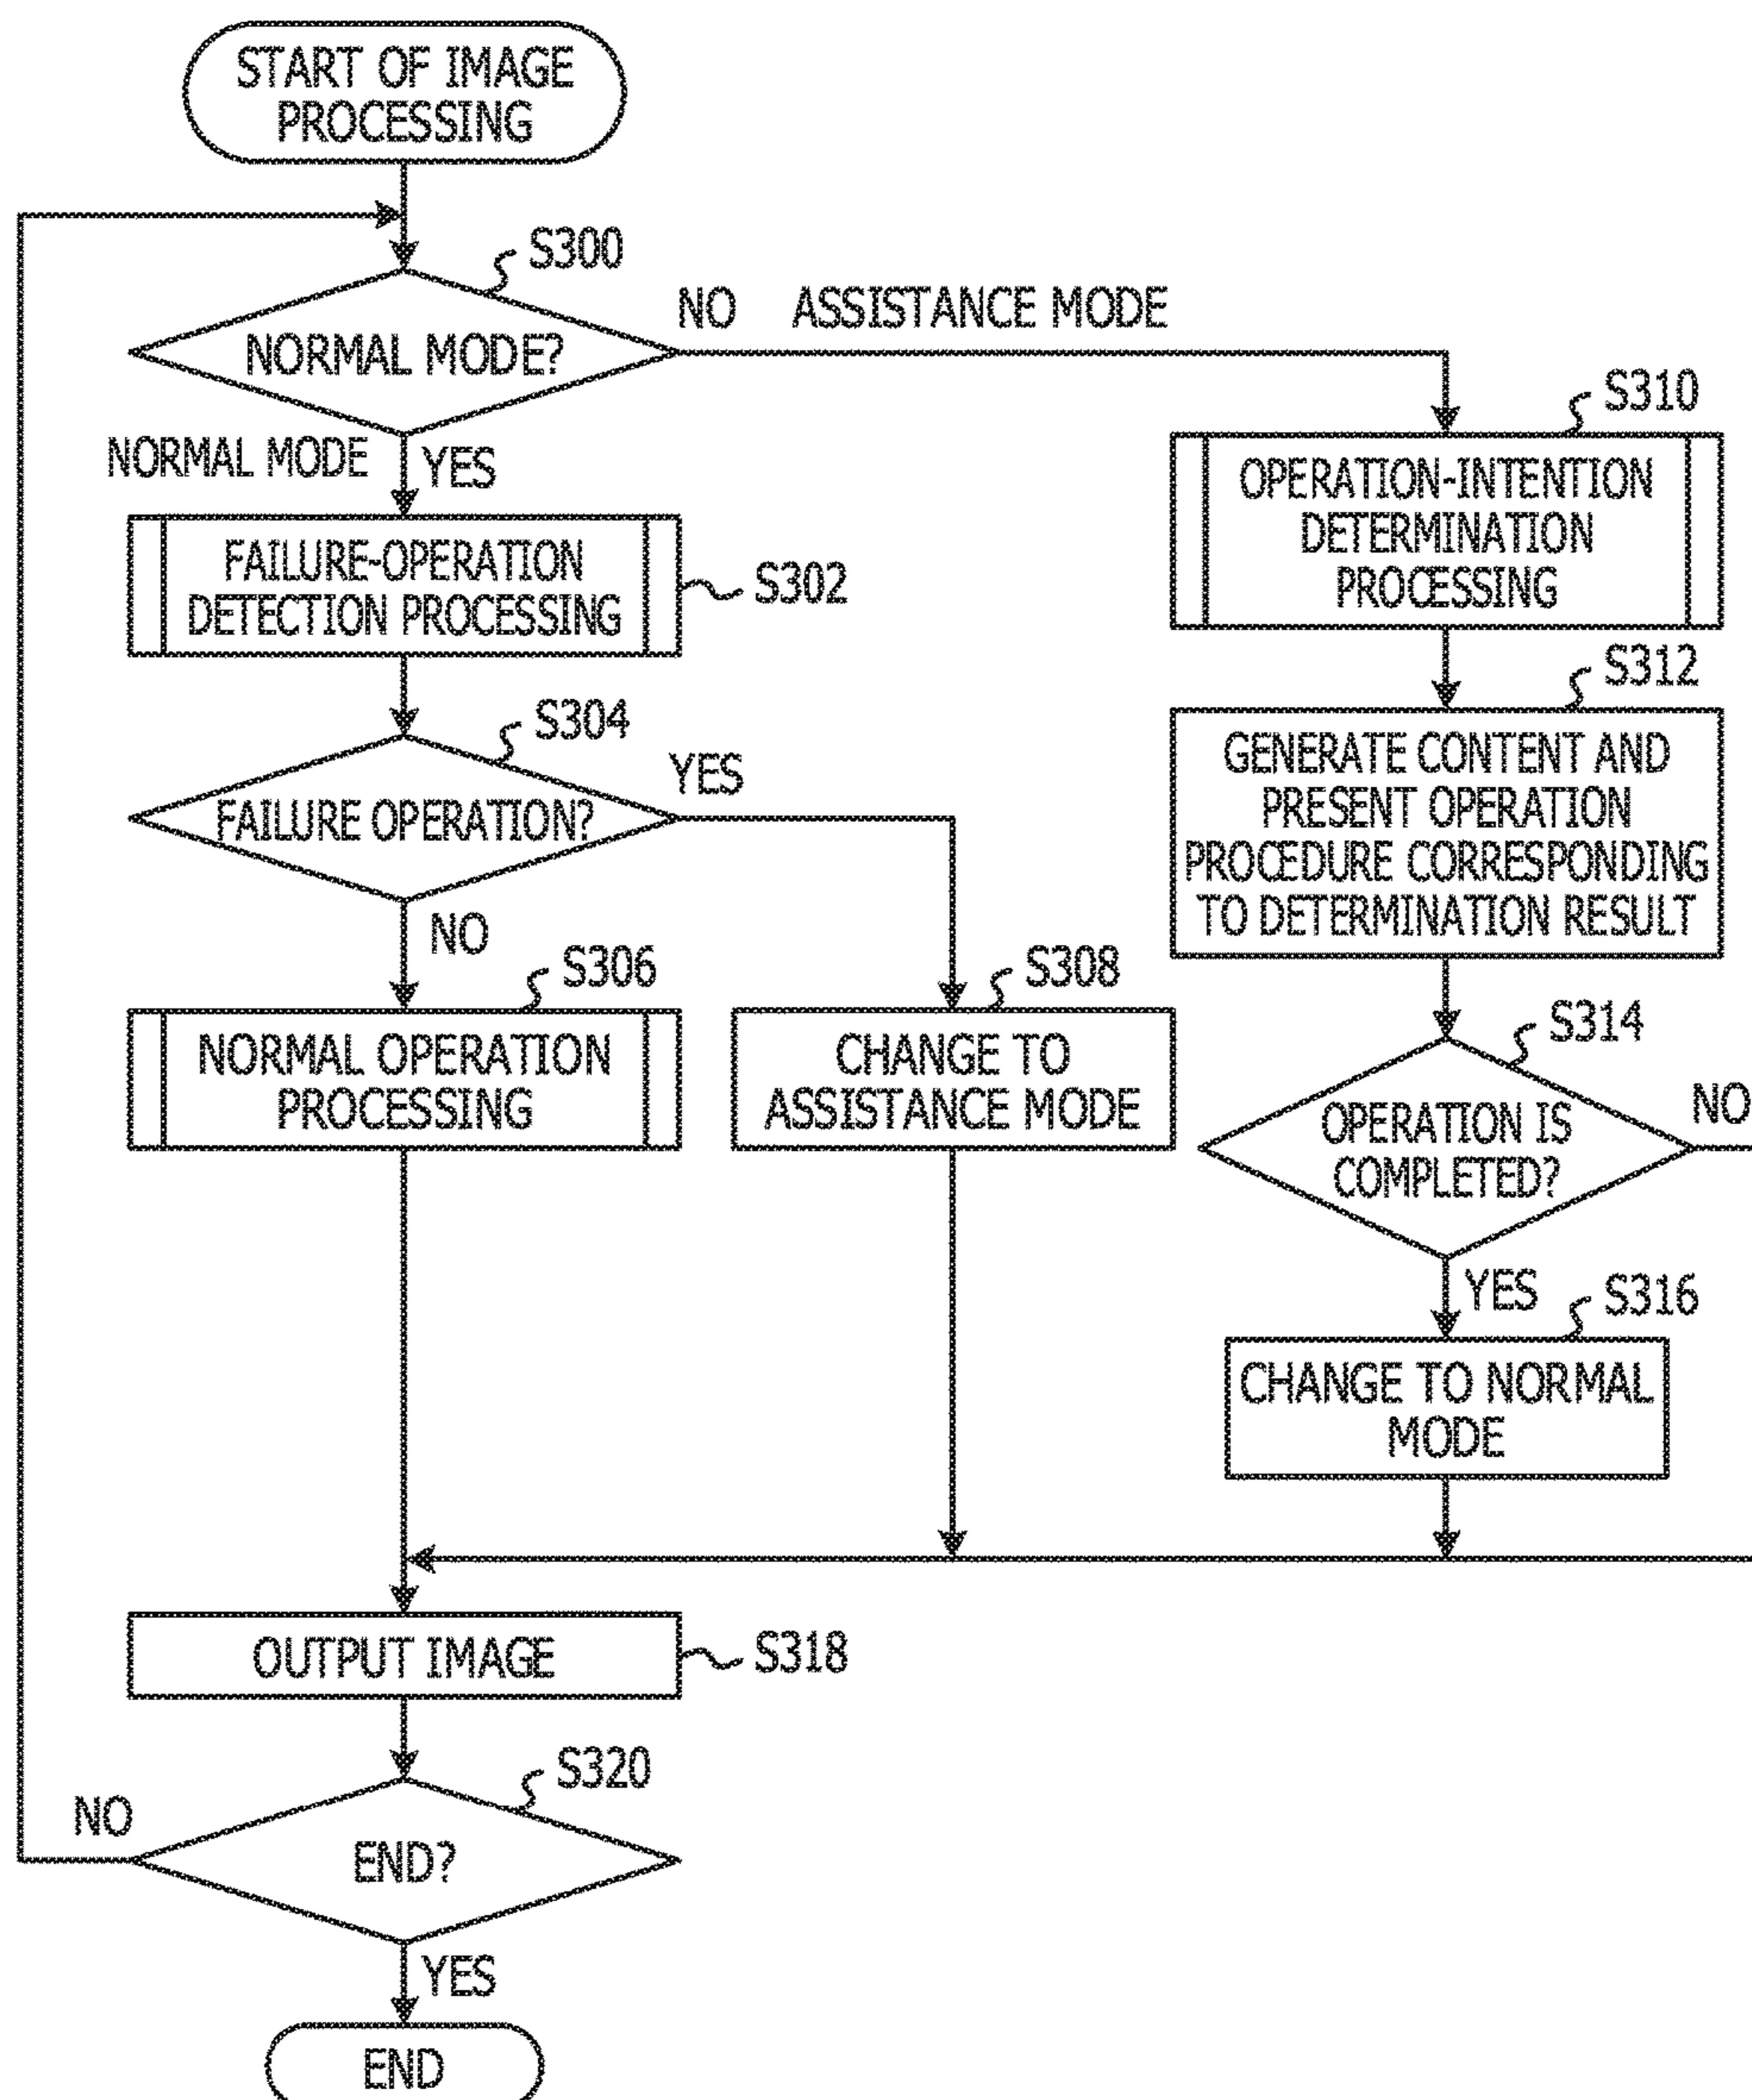 START OF IMAGE
PROCESSING
S300
NORMAL MODE?
NO ASSISTANCE MODE
NORMAL MODE
YES
FAILURE-OPERATION
DETECTION PROCESSING
S302
S304
FAILURE OPERATION?
YES
NO
S306
NORMAL OPERATION
PROCESSING
S308
CHANGE TO
ASSISTANCE MODE
S310
OPERATION-INTENTION
DETERMINATION
PROCESSING
S312
GENERATE CONTENT AND
PRESENT OPERATION
PROCEDURE CORRESPONDING
TO DETERMINATION RESULT
S314
OPERATION IS
COMPLETED?
NO
YES
S316
CHANGE TO NORMAL
MODE
OUTPUT IMAGE
S318
S320
END?
NO
YES
END